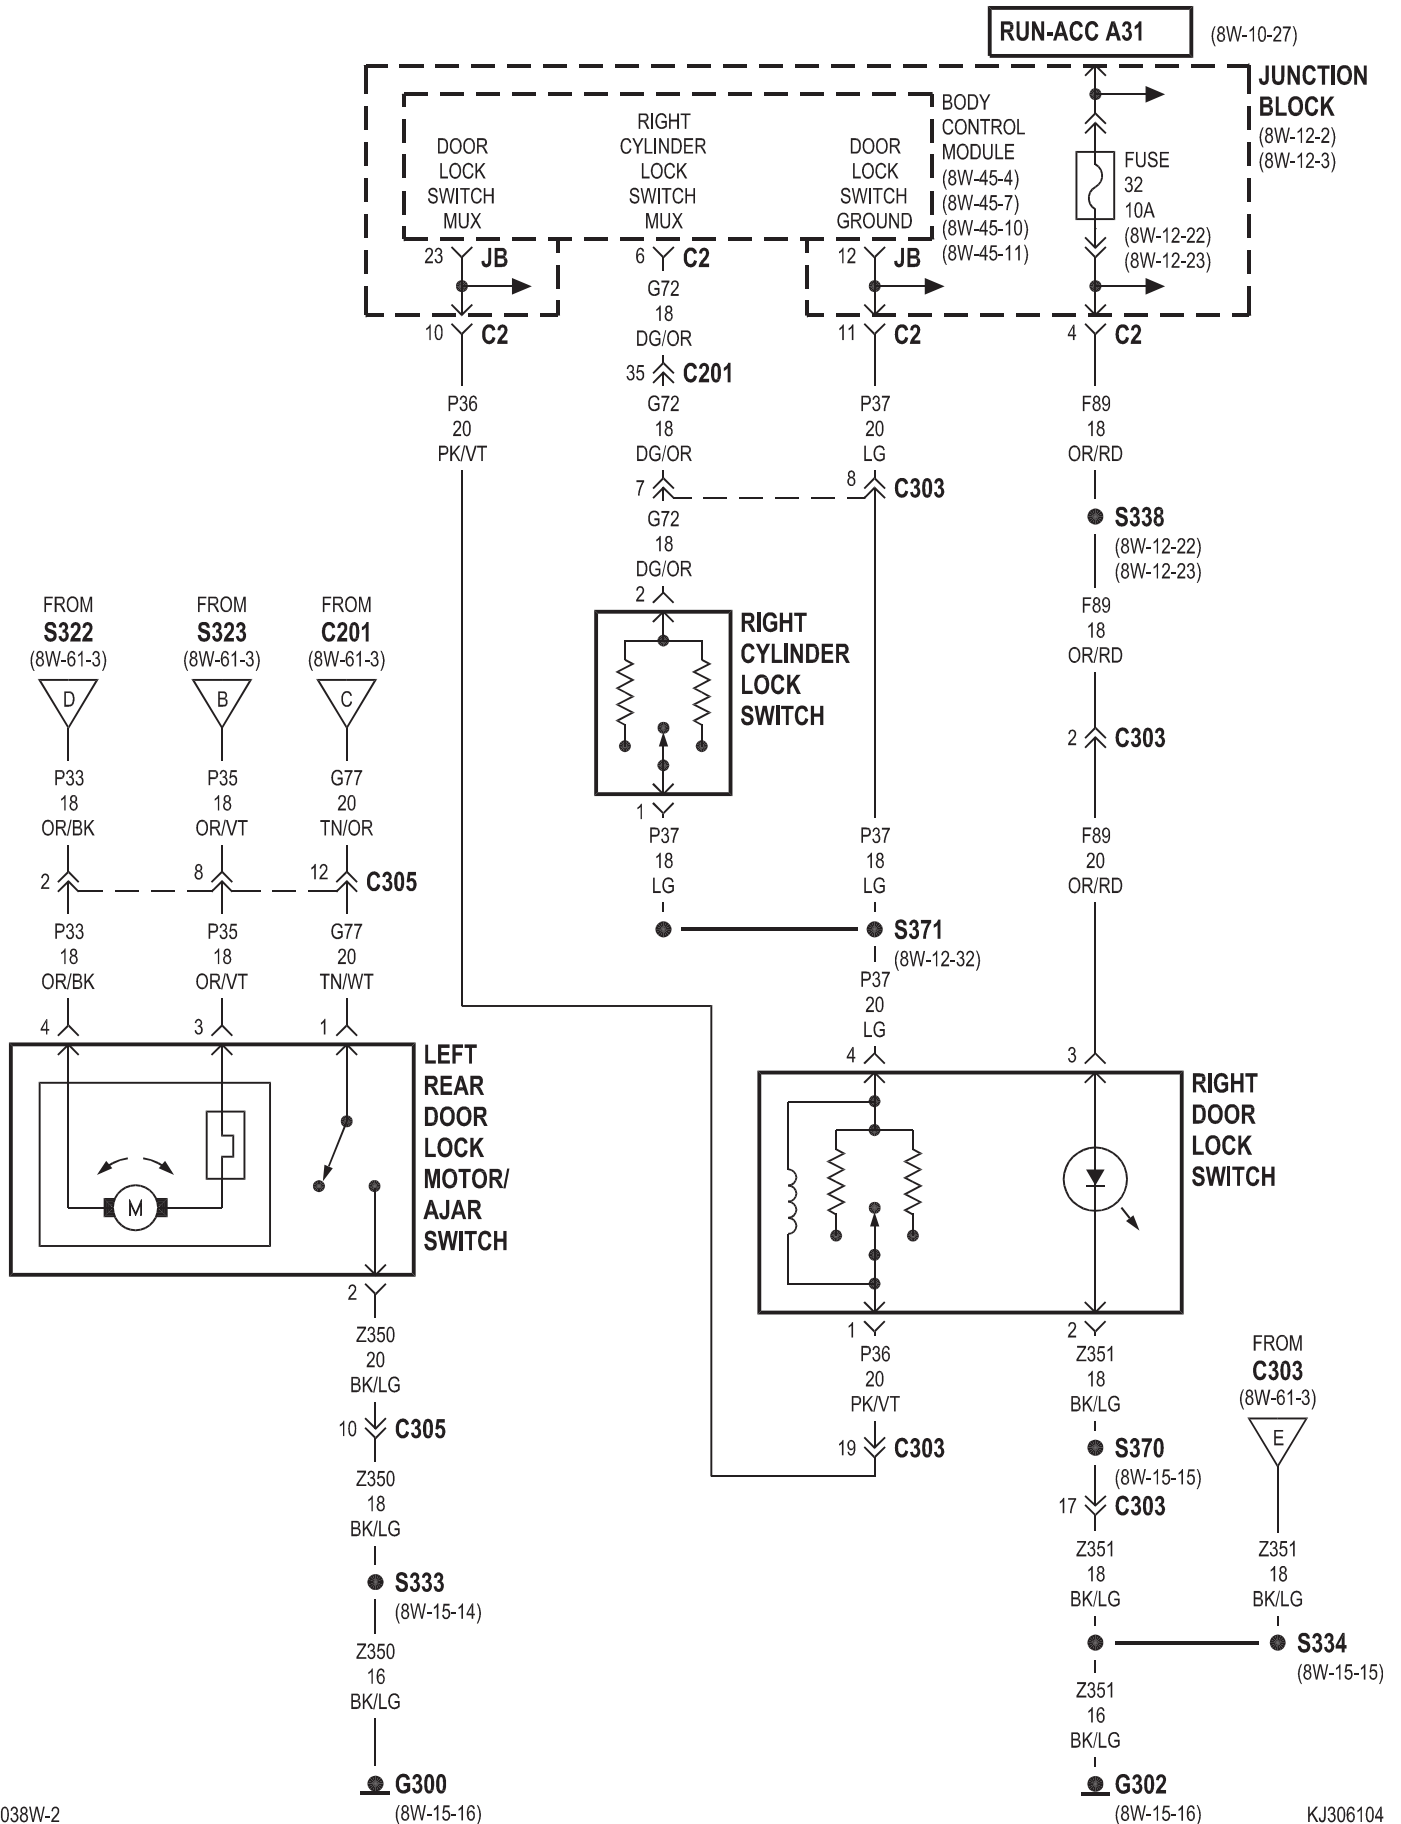 RUN-ACC A31
(8W-10-27)
JUNCTION
BLOCK
(8W-12-2)
(8W-12-3)
BODY
CONTROL
MODULE
(8W-45-4)
(8W-45-7)
(8W-45-10)
(8W-45-11)
DOOR
LOCK
SWITCH
MUX
RIGHT
CYLINDER
LOCK
SWITCH
MUX
DOOR
LOCK
SWITCH
GROUND
FUSE
32
10A
(8W-12-22)
(8W-12-23)
23
JB
6
C2
12
JB
G72
18
DG/OR
10
C2
11
C2
4
C2
35
C201
P36
20
PK/VT
G72
18
DG/OR
P37
20
LG
F89
18
OR/RD
7
8
C303
S338
(8W-12-22)
(8W-12-23)
G72
18
DG/OR
2
F89
18
OR/RD
FROM
S322
(8W-61-3)
D
FROM
S323
(8W-61-3)
B
FROM
C201
(8W-61-3)
C
RIGHT
CYLINDER
LOCK
SWITCH
2
C303
P33
18
OR/BK
P35
18
OR/VT
G77
20
TN/OR
1
P37
18
LG
P37
18
LG
F89
20
OR/RD
2
8
12
C305
P33
18
OR/BK
P35
18
OR/VT
G77
20
TN/WT
S371
(8W-12-32)
P37
20
LG
4
3
1
4
3
LEFT
REAR
DOOR
LOCK
MOTOR/
AJAR
SWITCH
M
RIGHT
DOOR
LOCK
SWITCH
2
Z350
20
BK/LG
1
P36
20
PK/VT
2
Z351
18
BK/LG
FROM
C303
(8W-61-3)
E
10
C305
19
C303
S370
(8W-15-15)
Z350
18
BK/LG
17
C303
S333
(8W-15-14)
Z351
18
BK/LG
Z351
18
BK/LG
Z350
16
BK/LG
S334
(8W-15-15)
Z351
16
BK/LG
G300
(8W-15-16)
G302
(8W-15-16)
038W-2
KJ306104